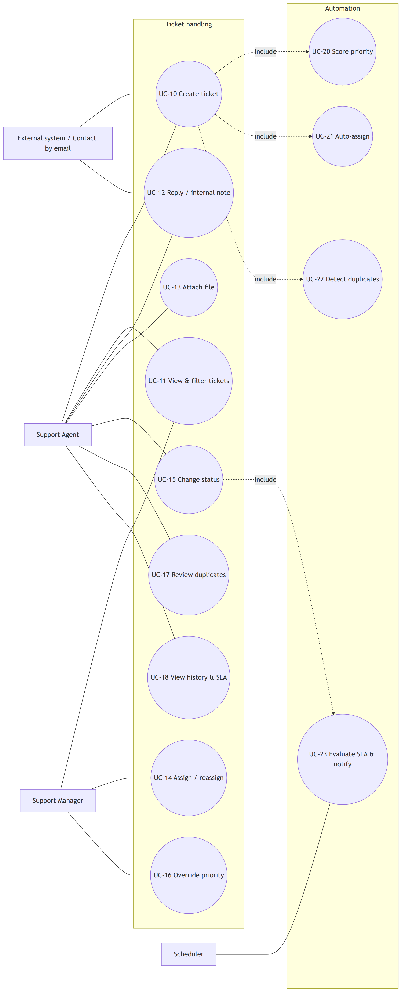 Automation
Ticket handling
UC-20 Score priority
include
UC-10 Create ticket
External system / Contact
by email
include
UC-21 Auto-assign
UC-12 Reply / internal note
UC-13 Attach file
include
UC-22 Detect duplicates
UC-11 View & filter tickets
Support Agent
UC-15 Change status
include
UC-17 Review duplicates
UC-18 View history & SLA
UC-23 Evaluate SLA &
notify
UC-14 Assign / reassign
Support Manager
UC-16 Override priority
Scheduler